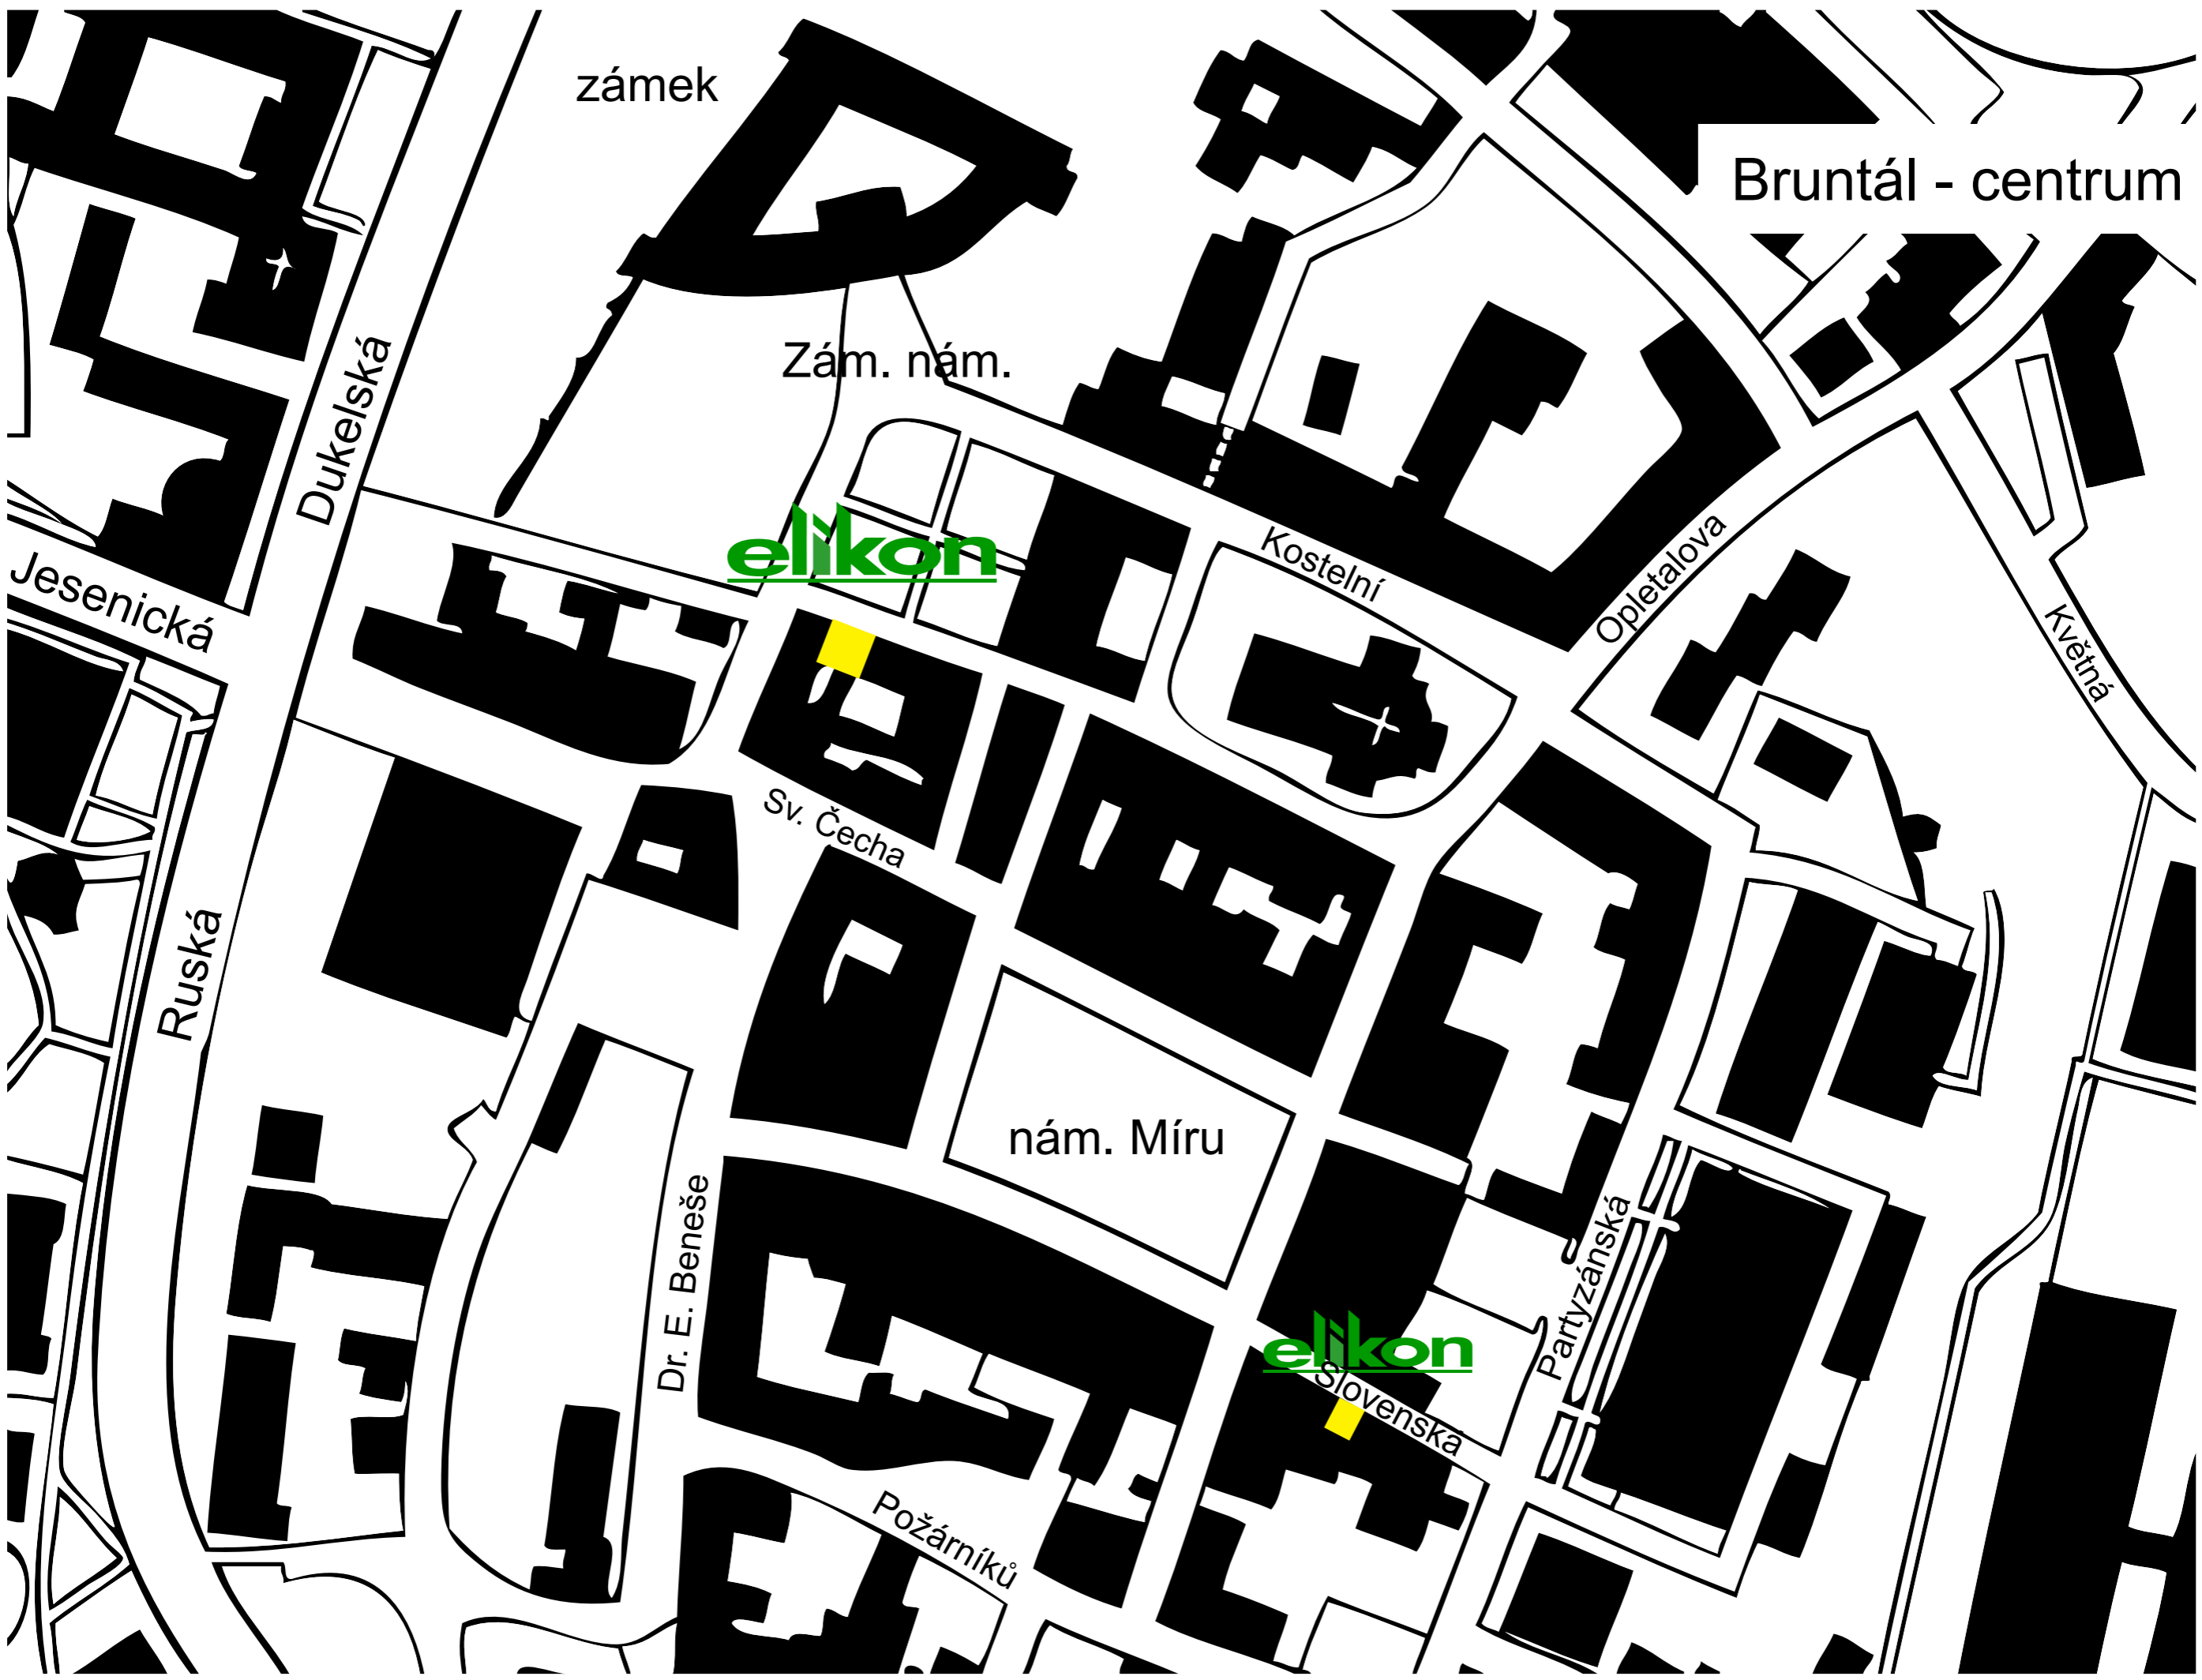 zámek
Bruntál - centrum
Zám. nám.
Dukelská
elikon
Kostelní
Opletalova
Jesenická
Květná
Sv. Čecha
Ruská
nám. Míru
Dr. E. Beneše
Partyzánská
elikon
Slovenská
Požárníků